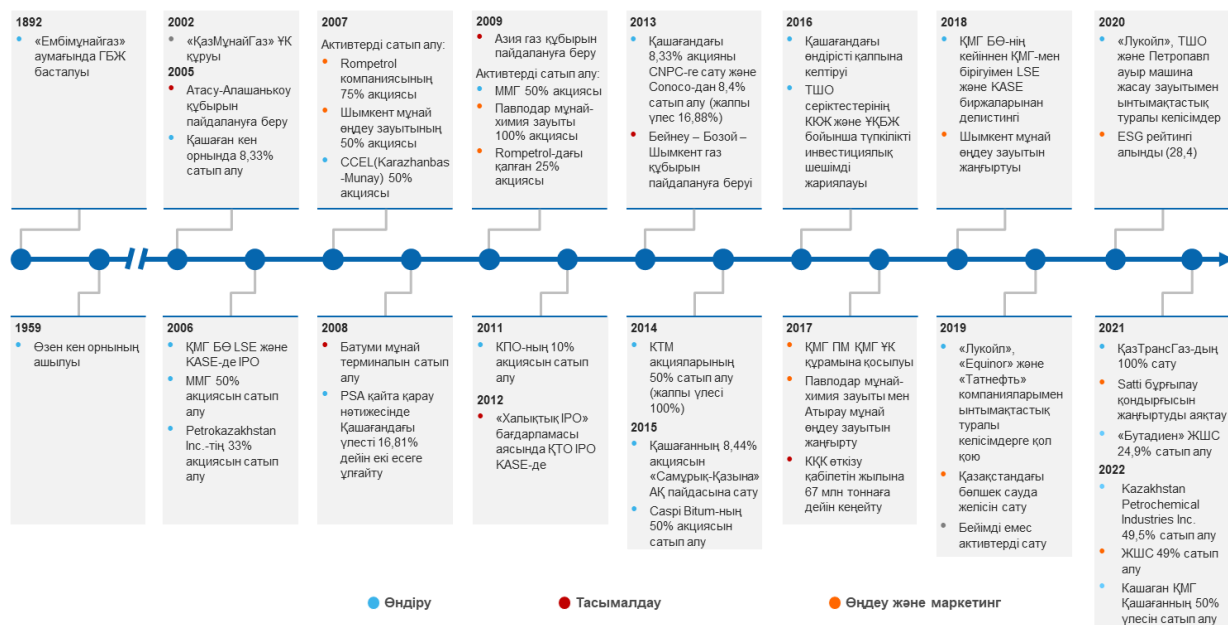 1892
«Ембімұнайгаз»
аумағында ГБЖ
бастапуы
2002
«ҚазМұнайГаз» ҰК
құруы
2005
Атасу-Апашанькоу
құбырын
пайдалануға беру
Қашаған кен
орнында 8,33%
сатып алу
2007
Активтерді сатып алу:
Rompetrol
компаниясының
75% акциясы
Шымкент мұнай
өңдеу зауытының
50% акциясы
CCEL(Karazhanbas
-Munay) 50%
акциясы
2009
Азия газ құбырын
пайдалануға беру
Активтерді сатып алу:
ММГ 50% акциясы
Павлодар мұнай-
химия зауыты
100% акциясы
Rompetrol-дағы
қапған 25%
акциясы
2013
Қашағандағы
8,33% акцияны
CNPC-ге сату және
Conoco-дан 8,4%
сатып алу (жалпы
үлес 16,88%)
Бейнеу – Бозой –
Шымкент газ
құбырын
пайдалануға беруі
2016
Қашағандағы
өндірісті қалпына
көптіруі
ТШО
серіктестерінің
ККЖ және ҰҚБЖ
бойынша түпкілікті
инвестициялық
шешімді
жариялауы
2018
ҚМГ БӨ-нің
кейіннен ҚМГ-мен
бірігуімен LSE
және KASE
биржаларынан
депистингі
Шымкент мұнай
өңдеу зауытын
жаңғыртуы
2020
«Лукойл», ТШО
және Петропавл
ауыр машина
жасау зауытымен
ынтымақтастық
туралы келісімдер
ESG рейтингі
алынды (28,4)
1959
Өзен кен орнының
ашылуы
2006
ҚМГ БӨ LSE және
KASE-де IPO
ММГ 50%
акциясын сатып
алу
Petrokazakhstan
Inc.-тің 33%
акциясын сатып
алу
2008
Батуми мұнай
терминалын сатып
алу
PSA қайта қарау
нәтижесінде
Қашағандағы
үлесті 16,81%
дейін екі есеге
ұлғайту
2011
КПО-ның 10%
акциясын сатып
алу
2012
«Халықтық IPO»
бағдарламасы
аясында ҚТО IPO
KASE-де
2014
КТМ
акцияларының
50% сатып алу
(жалпы үлесі
100%)
2015
Қашағанның 8,44%
акциясын
«Самұрық-Қазына»
АҚ пайдасына сату
Caspi Bitum-ның
50% акциясын
сатып алу
2017
ҚМГ ПМ ҚМГ ҰК
құрамына қосылуы
Павлодар мұнай-
химия зауыты мен
Атырау мұнай
өңдеу зауытын
жаңғырту
КҚК өткізу
қабілетін жылына
67 млн тоннаға
дейін кеңейту
2019
«Лукойл»,
«Equinor» және
«Татнефть»
компанияларымен
ынтымақтастық
туралы
келісімдерге қол
қою
Қазақстандағы
бөлшек сауда
желісін сату
Бейімді емес
активтерді сату
2021
ҚазТрансГаз-дың
100% сату
Satti бұрғылау
қондырғысын
жаңғыртуды аяқтау
«Бутадиен» ЖШС
24,9% сатып алу
2022
Kazakhstan
Petrochemical
Industries Inc.
49,5% сатып алу
ЖШС 49% сатып
алу
Кашаган ҚМГ
Қашағанның 50%
үлесін сатып алу
Өндіру
Тасымалдау
Өңдеу және маркетинг